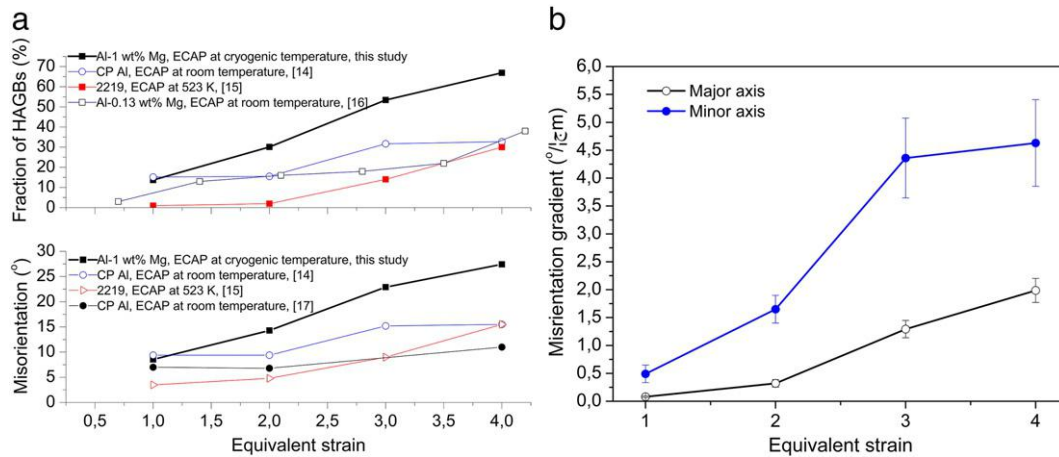 a
Al-1 wt% Mg, ECAP at cryogenic temperature, this study
CP Al, ECAP at room temperature, [14]
2219, ECAP at 523 K, [15]
Al-0.13 wt% Mg, ECAP at room temperature, [16]
Fraction of HAGBs (%)
70
60
50
40
30
20
10
0
Al-1 wt% Mg, ECAP at cryogenic temperature, this study
CP Al, ECAP at room temperature, [14]
2219, ECAP at 523 K, [15]
CP Al, ECAP at room temperature, [17]
Misorientation (°)
30
25
20
15
10
5
0
0,5 1,0 1,5 2,0 2,5 3,0 3,5 4,0
Equivalent strain
b
Major axis
Minor axis
Misrientation gradient (°/
6,0
5,5
5,0
4,5
4,0
3,5
3,0
2,5
2,0
1,5
1,0
0,5
0,0
1 2 3 4
Equivalent strain